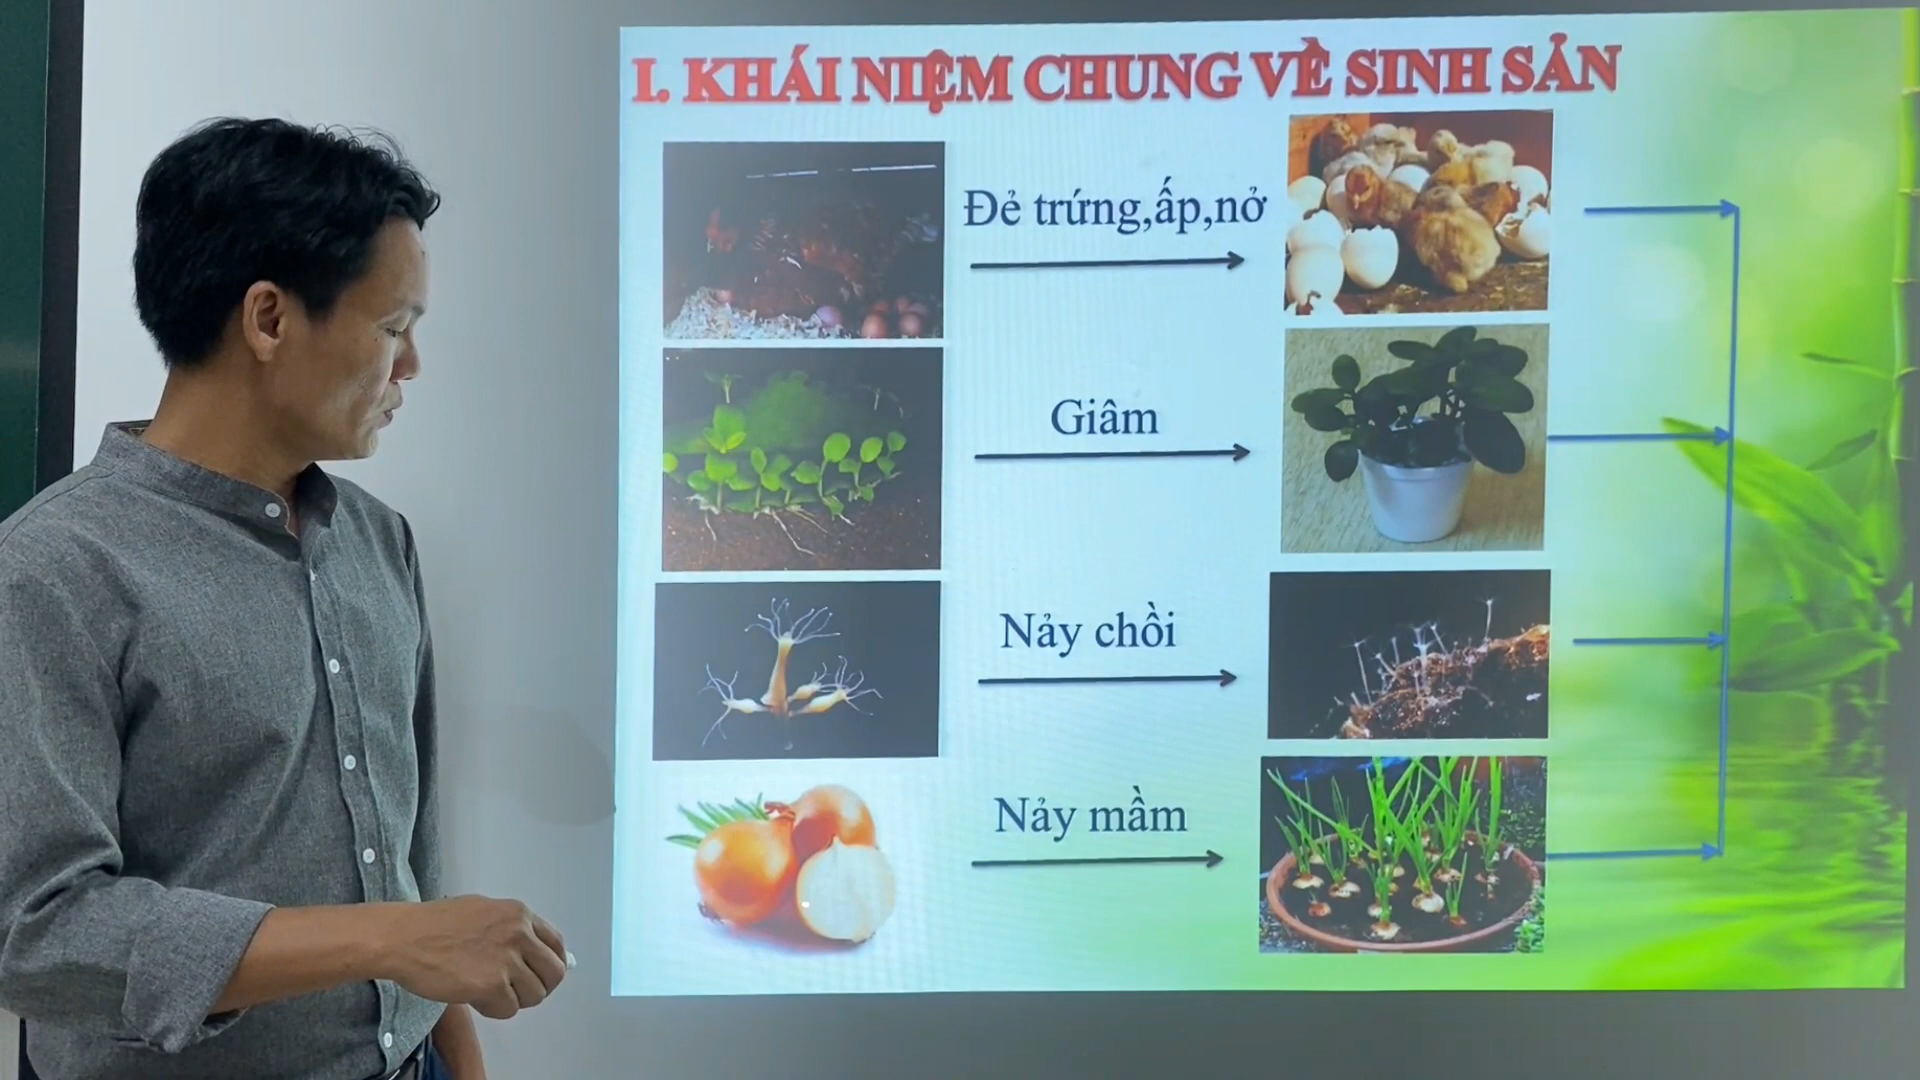 I. KHÁI NIỆM CHUNG VỀ SINH SẢN
Đẻ trứng,ấp,nở
Giâm
Nảy chồi
Nảy mầm